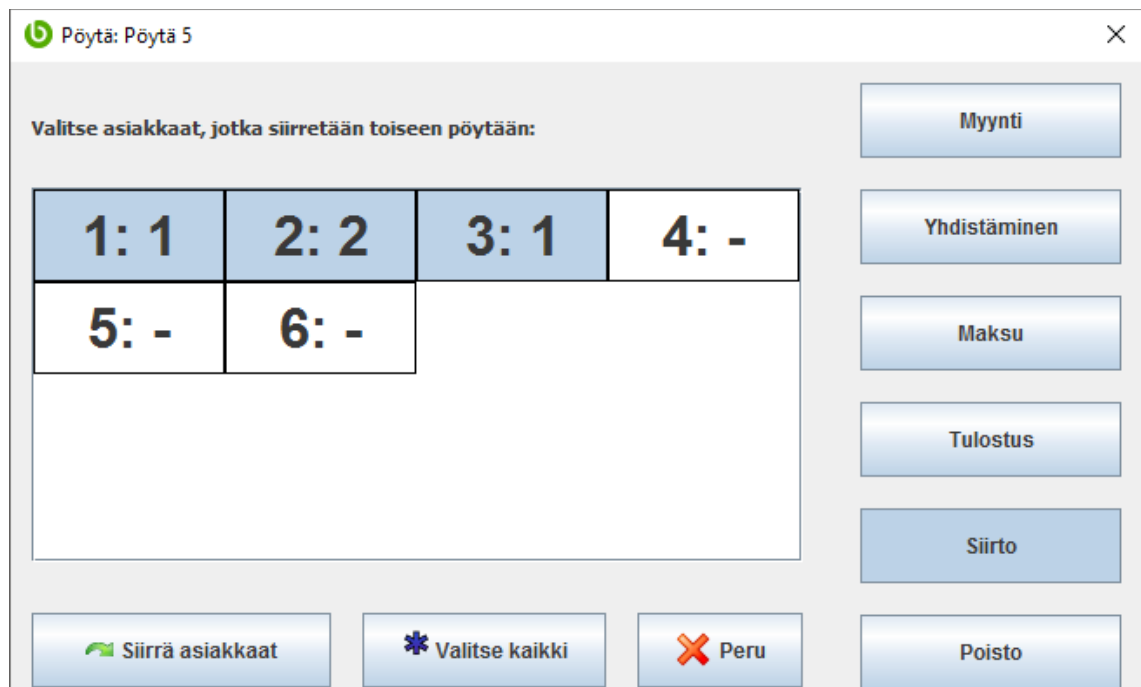 Pöytä: Pöytä 5
Valitse asiakkaat, jotka siirretään toiseen pöytään:
1: 1 2: 2 3: 1 4: -
5: - 6: -
Siirrä asiakkaat Valitse kaikki Peru
Myynti
Yhdistäminen
Maksu
Tulostus
Siirto
Poisto